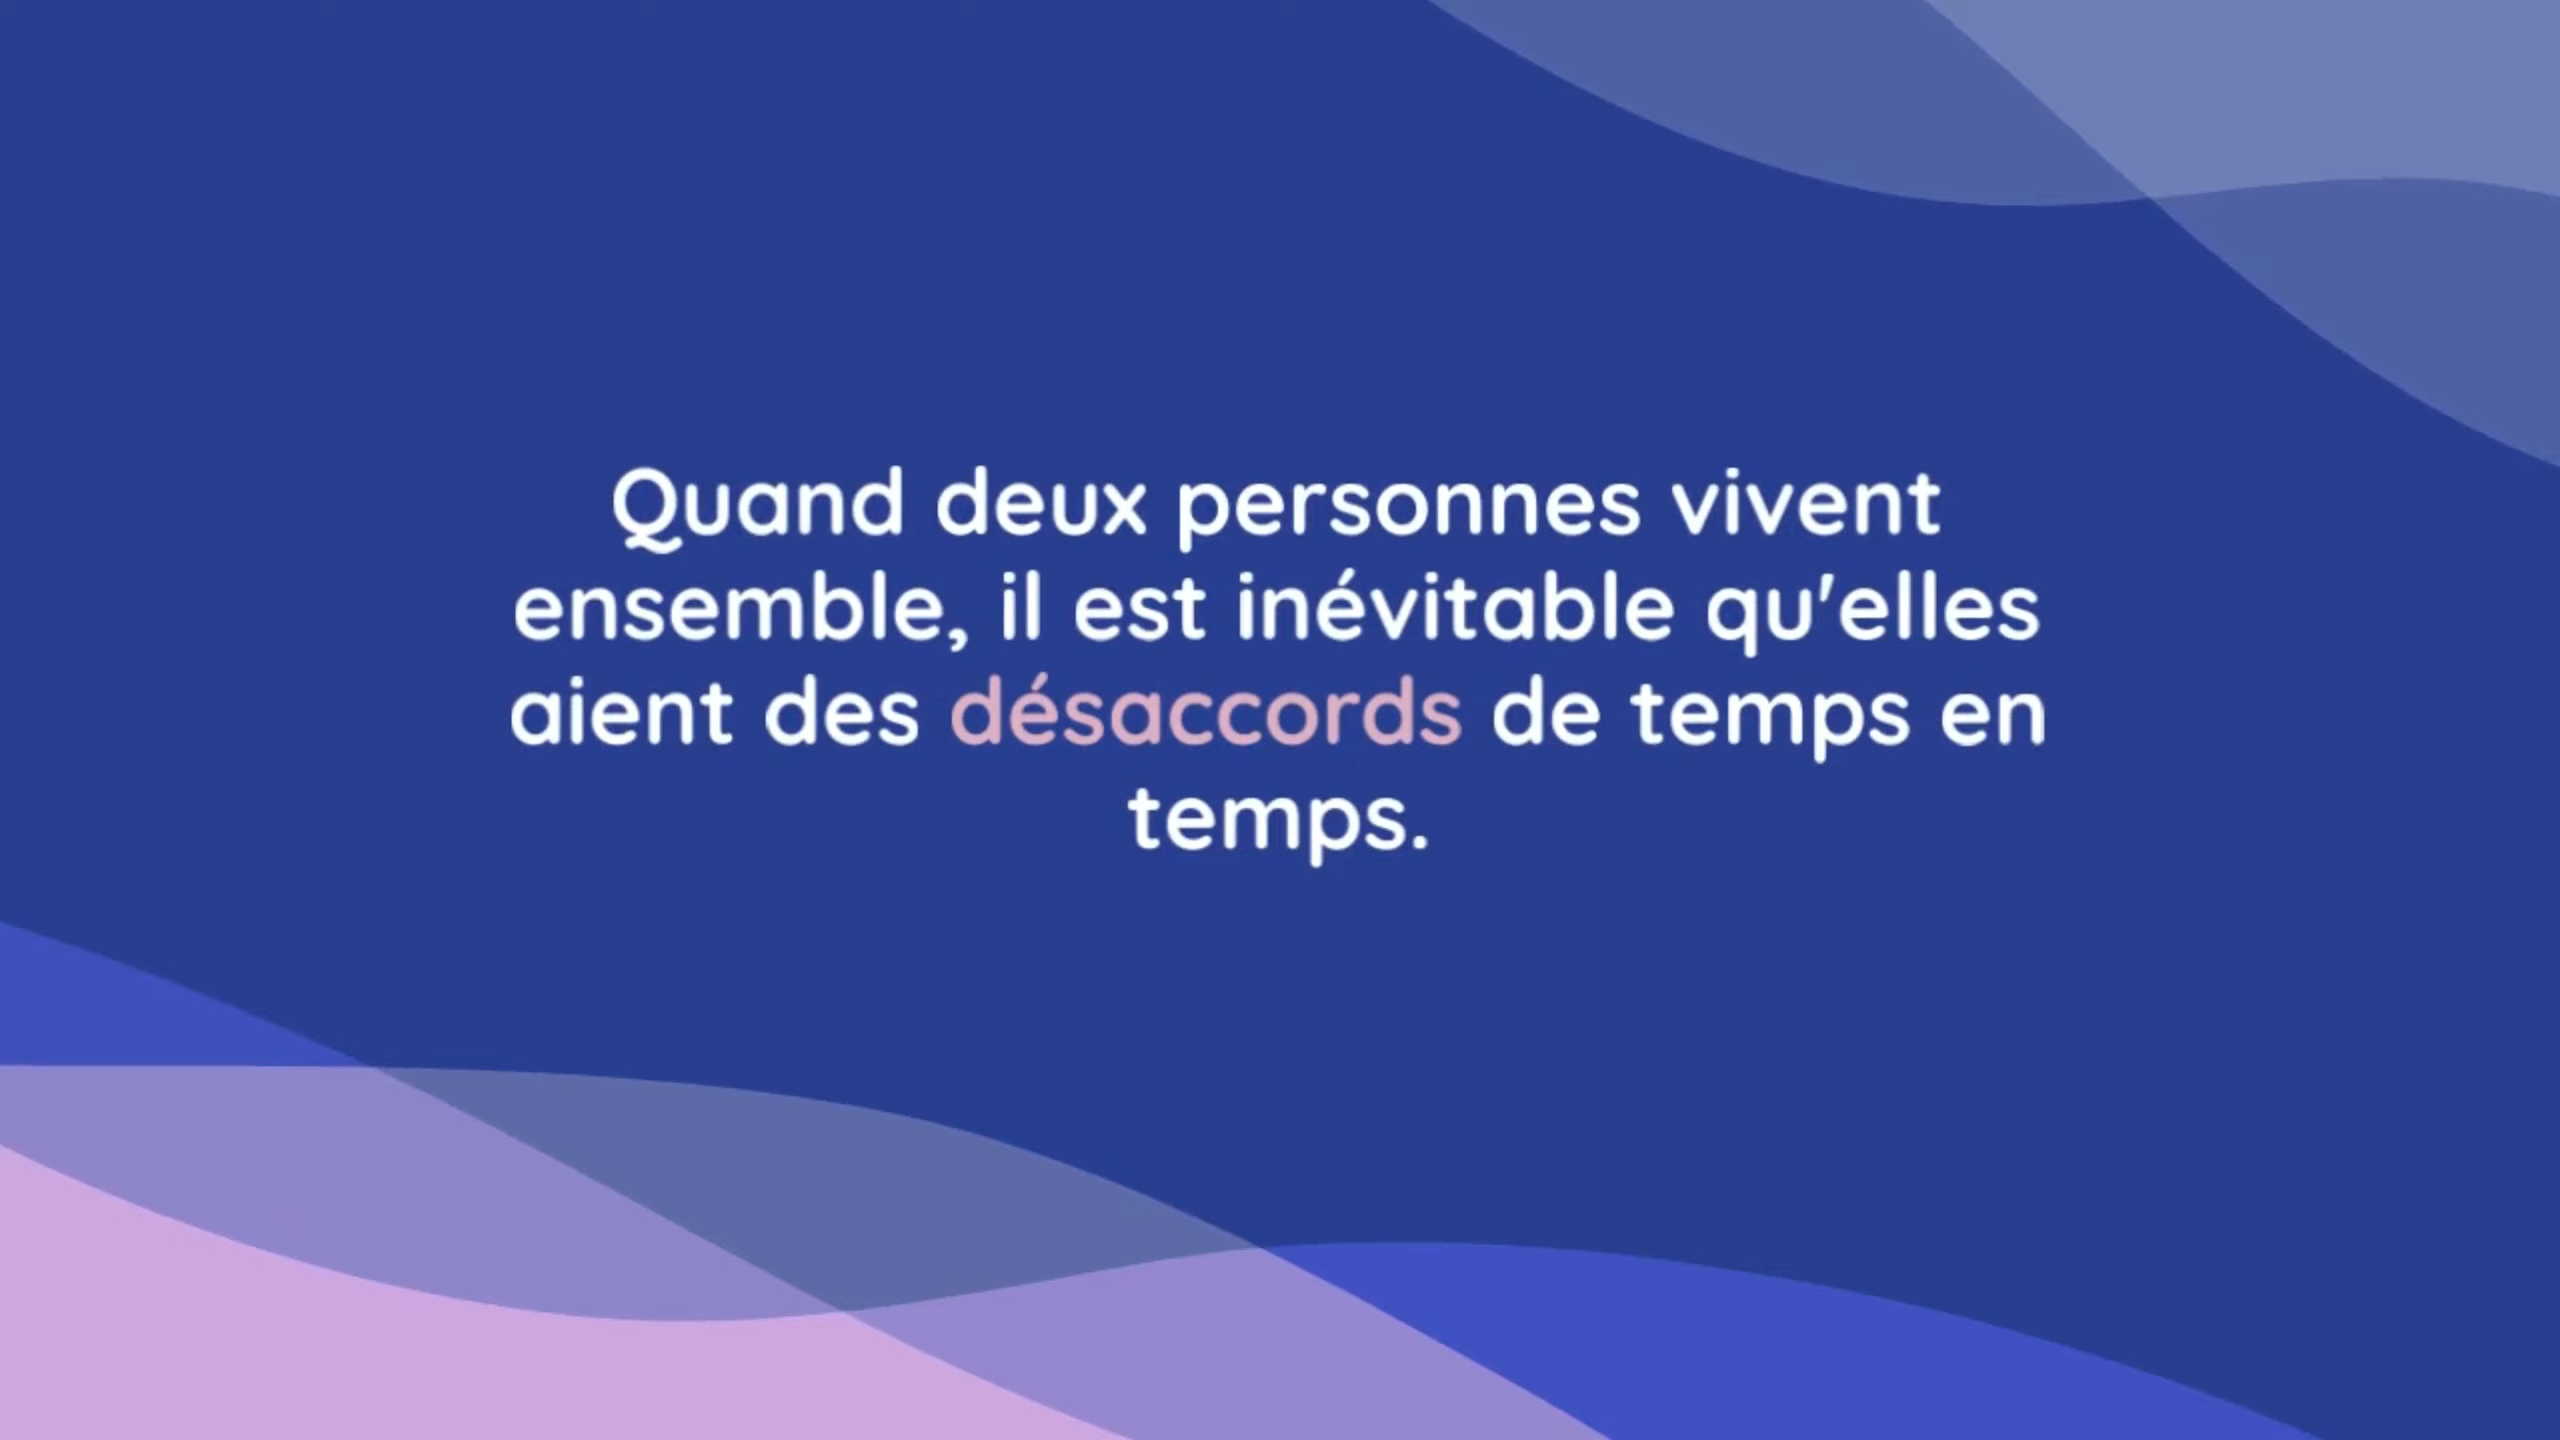 Quand deux personnes vivent
ensemble, il est inévitable qu'elles
aient des désaccords de temps en
temps.